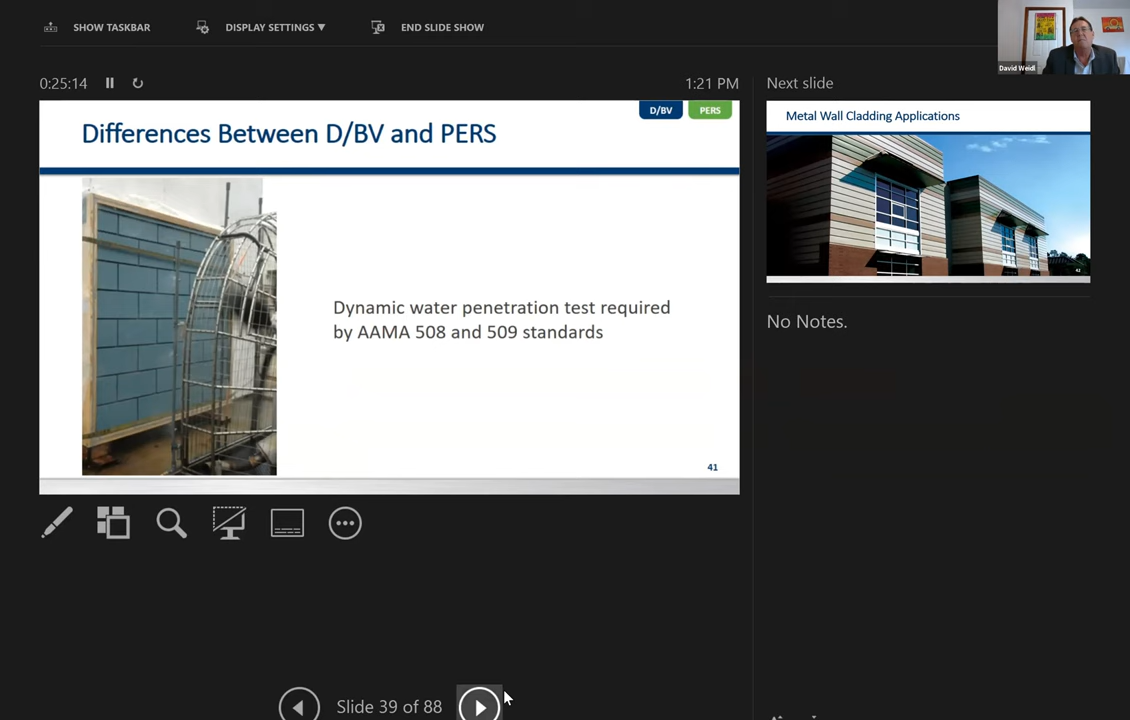 SHOW TASKBAR
DISPLAY SETTINGS ▼
END SLIDE SHOW
David Weidl
0:25:14
1:21 PM
Next slide
D/BV
PERS
Differences Between D/BV and PERS
Dynamic water penetration test required
by AAMA 508 and 509 standards
41
Metal Wall Cladding Applications
42
No Notes.
Slide 39 of 88